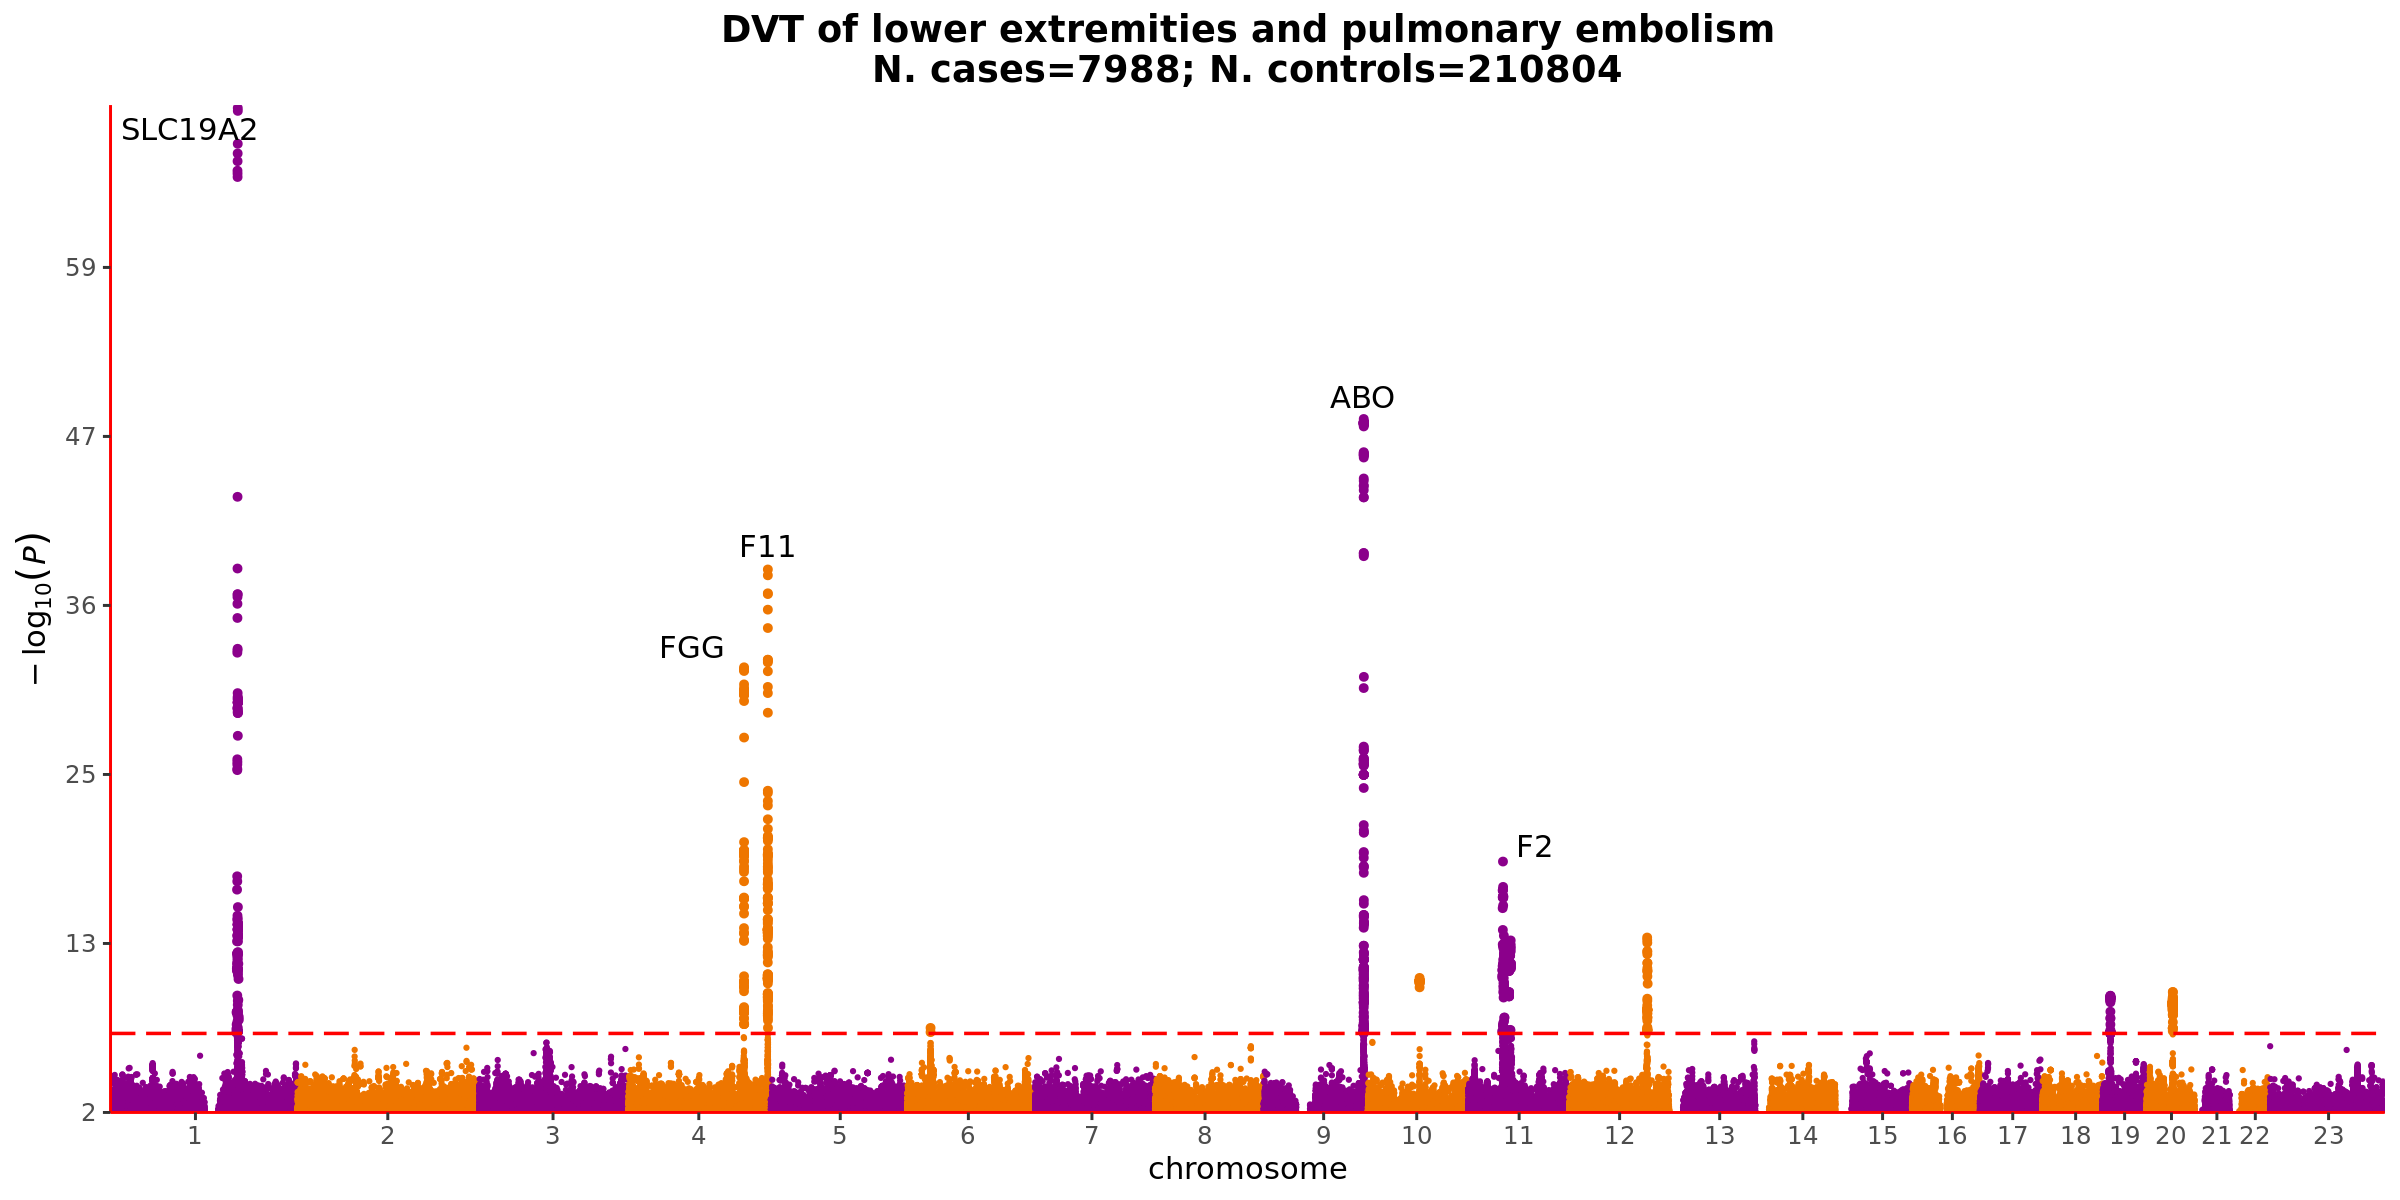 DVT of lower extremities and pulmonary embolism
N. cases=7988; N. controls=210804
SLC19A2
59
ABO
47
F11
36
FGG
25
F2
13
2
−log₁₀(P)
1 2 3 4 5 6 7 8 9 10 11 12 13 14 15 16 17 18 19 20 21 22 23
chromosome